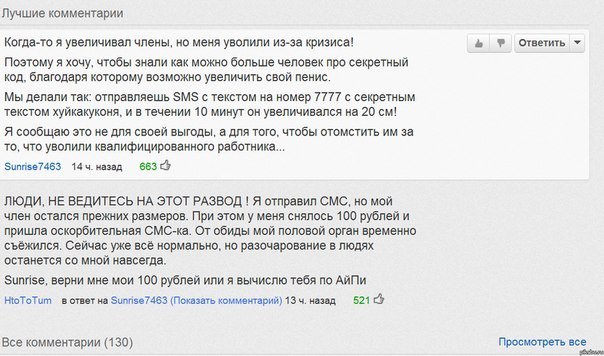 Лучшие комментарии
Когда-то я увеличивал члены, но меня уволили из-за кризиса!
Ответить
Поэтому я хочу, чтобы знали как можно больше человек про секретный
код, благодаря которому возможно увеличить свой пенис.
Мы делали так: отправляешь SMS с текстом на номер 7777 с секретным
текстом хуйкакуконя, и в течении 10 минут он увеличивался на 20 см!
Я сообщаю это не для своей выгоды, а для того, чтобы отомстить им за
то, что уволили квалифицированного работника...
Sunrise7463 14 ч. назад 663
ЛЮДИ, НЕ ВЕДИТЕСЬ НА ЭТОТ РАЗВОД ! Я отправил СМС, но мой
член остался прежних размеров. При этом у меня снялось 100 рублей и
пришла оскорбительная СМС-ка. От обиды мой половой орган временно
съёжился. Сейчас уже всё нормально, но разочарование в людях
останется со мной навсегда.
Sunrise, верни мне мои 100 рублей или я вычислю тебя по АйПи
HtoToTum в ответ на Sunrise7463 (Показать комментарий) 13 ч. назад 521
Все комментарии (130) Просмотреть все
pikabu.ru